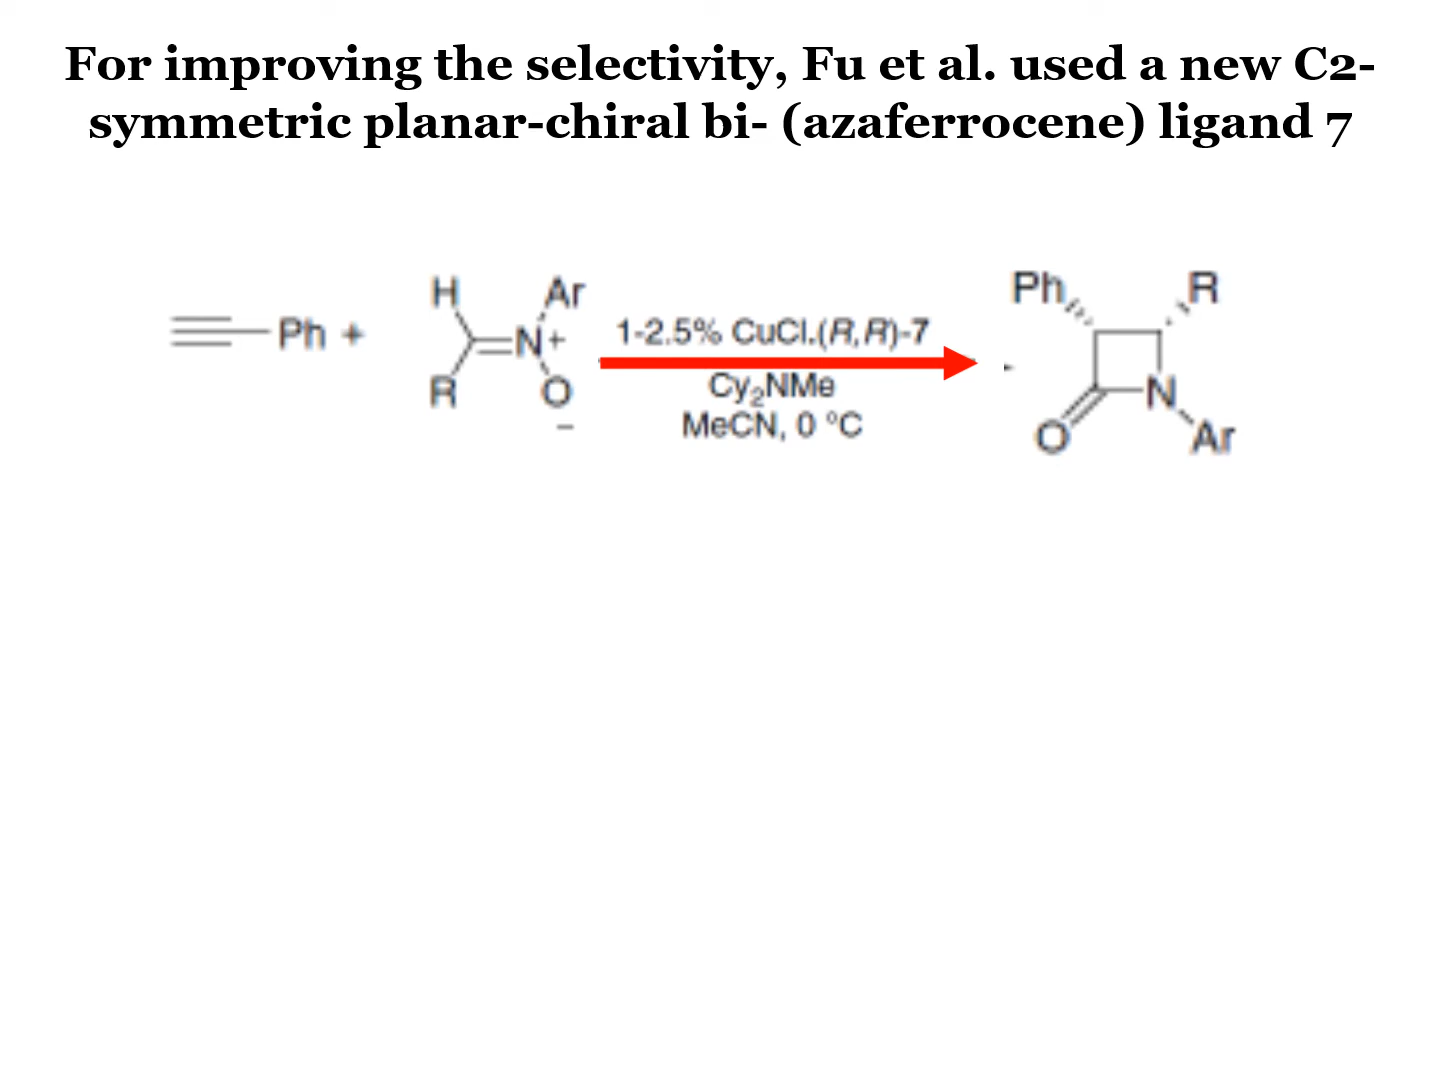 For improving the selectivity, Fu et al. used a new C2-
symmetric planar-chiral bi- (azaferrocene) ligand 7
Ph +
H
Ar
N+
R
O
−
1-2.5% CuCl.(R,R)-7
Cy₂NMe
MeCN, 0 °C
Ph
R
N
O
Ar